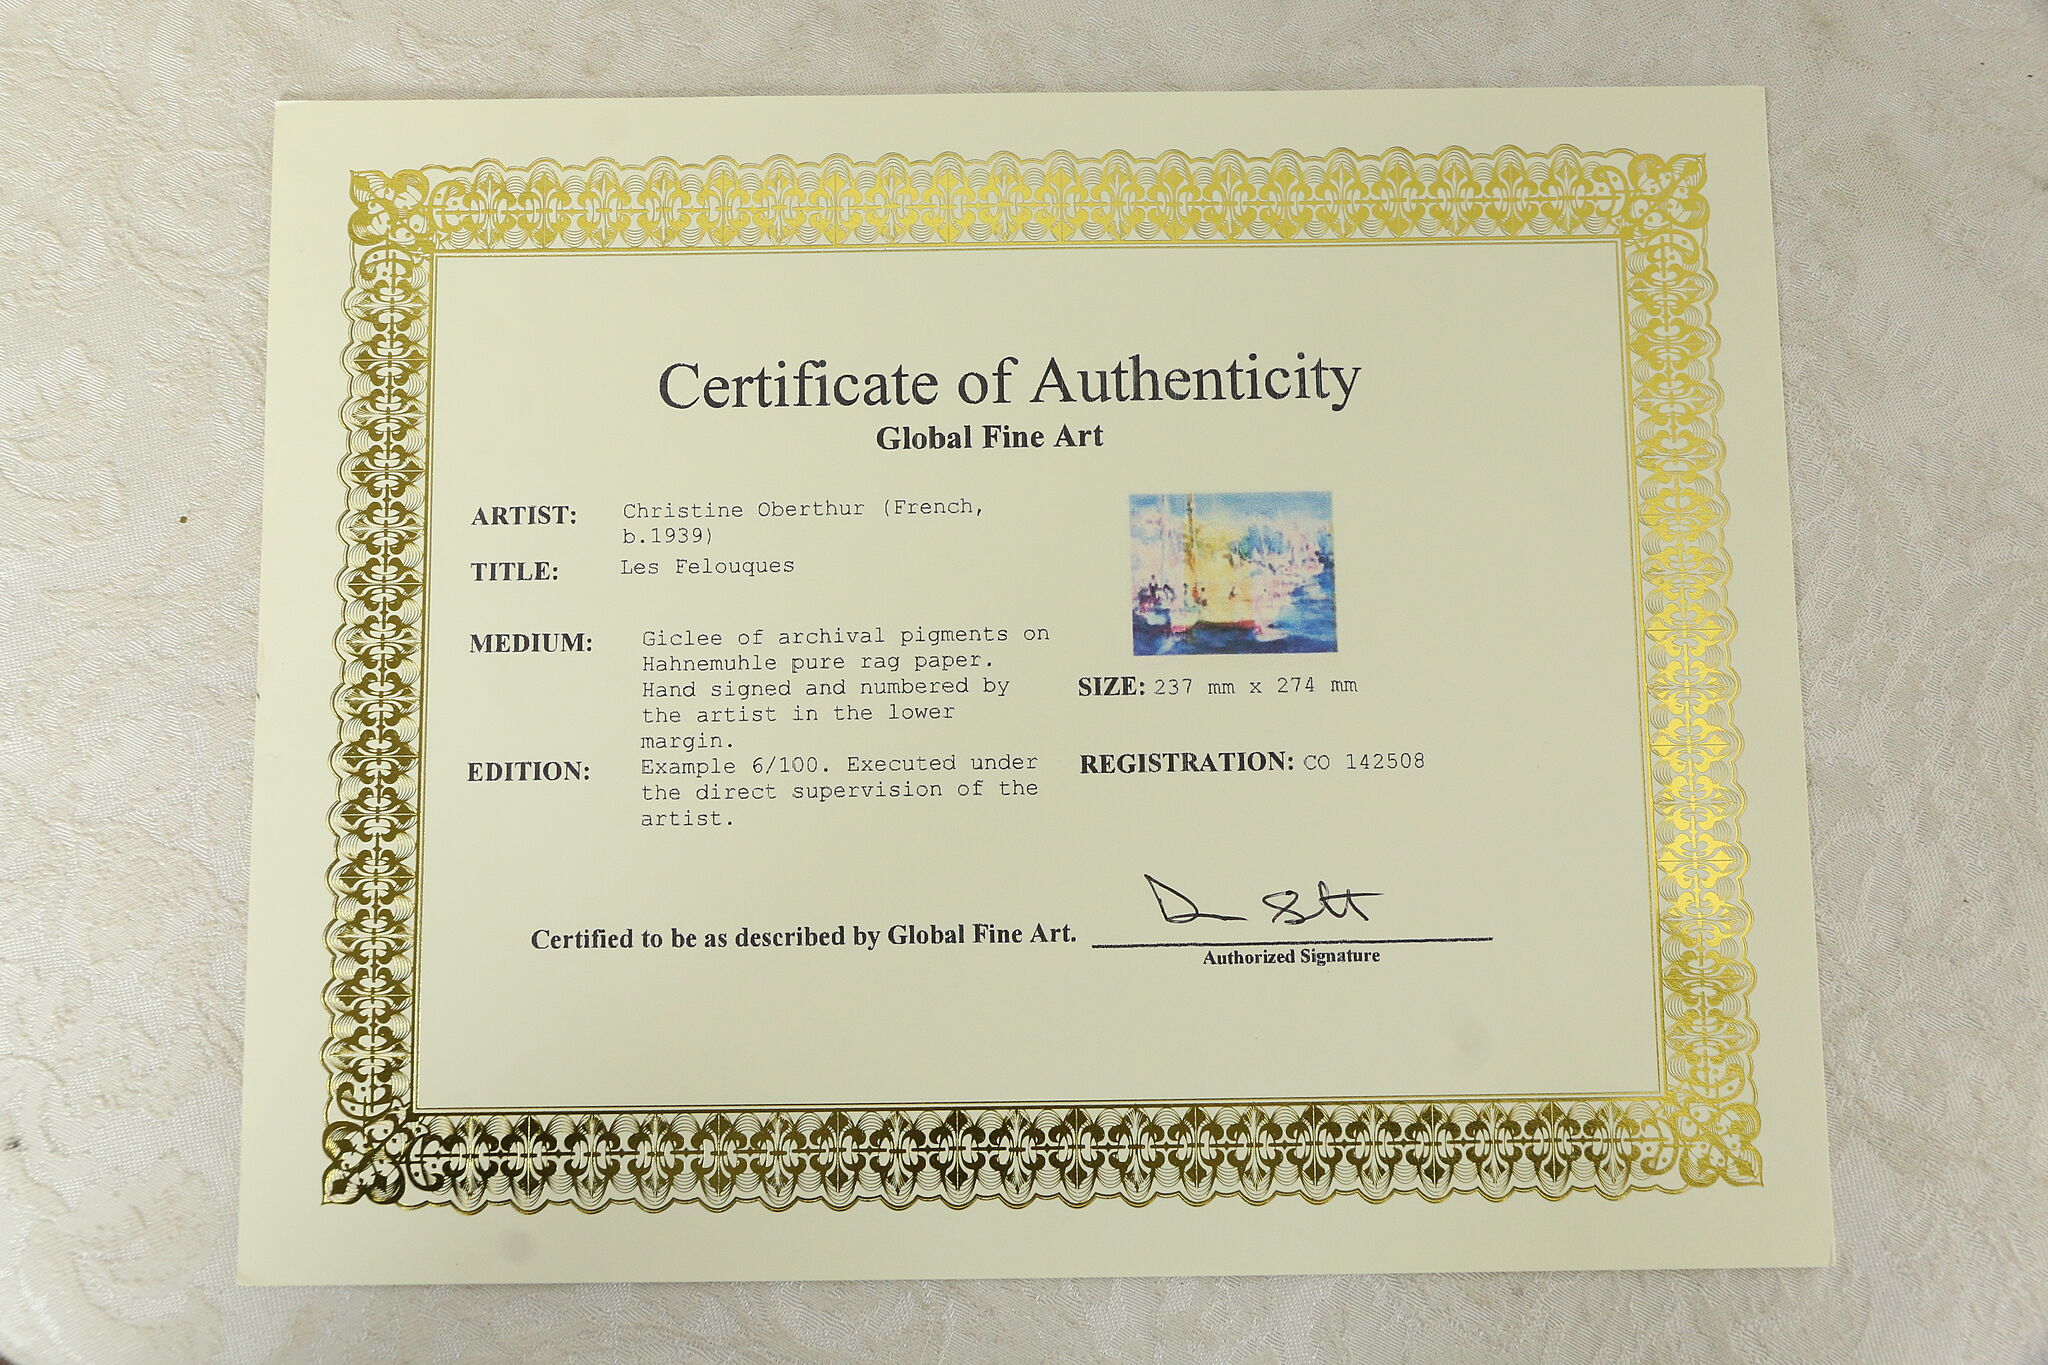 Certificate of Authenticity
Global Fine Art
ARTIST: Christine Oberthur (French,
b.1939)
TITLE: Les Felouques
MEDIUM: Giclee of archival pigments on
Hahnemuhle pure rag paper.
Hand signed and numbered by
the artist in the lower
margin.
SIZE: 237 mm x 274 mm
EDITION: Example 6/100. Executed under
the direct supervision of the
artist.
REGISTRATION: CO 142508
Certified to be as described by Global Fine Art.
Authorized Signature